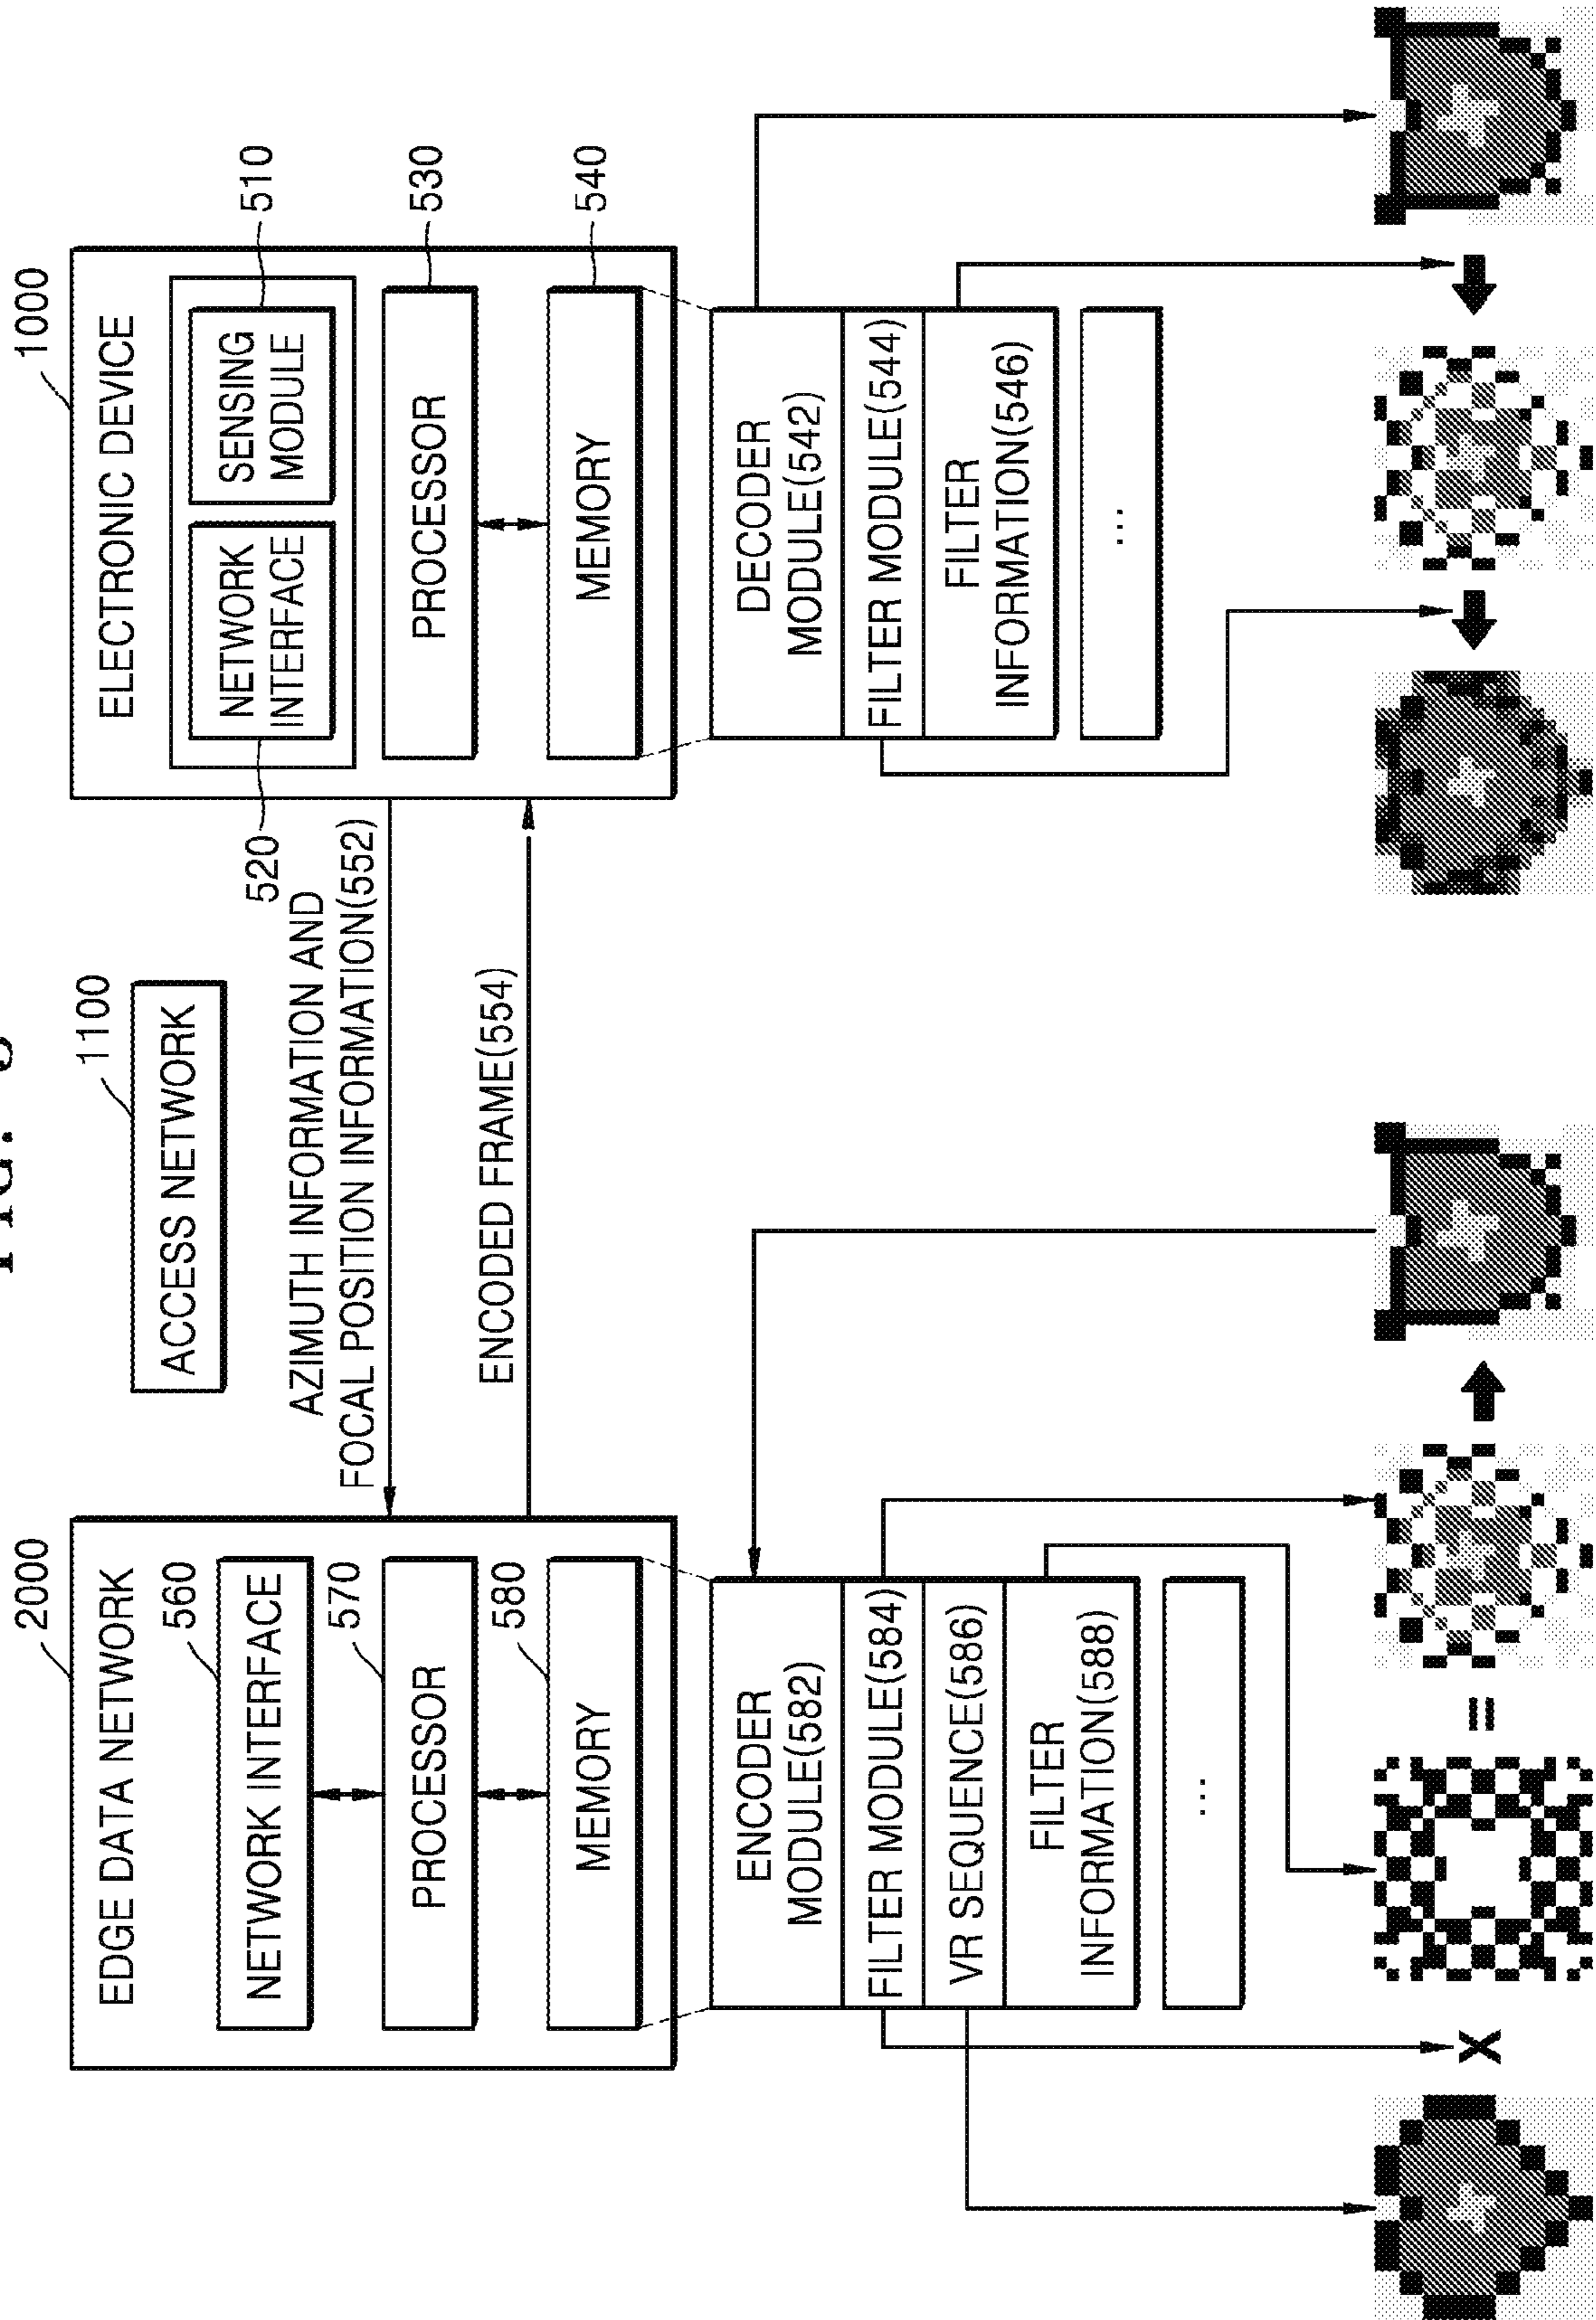 FIG. 5
2000
EDGE DATA NETWORK
560
NETWORK INTERFACE
570
PROCESSOR
580
MEMORY
ENCODER
MODULE(582)
FILTER MODULE(584)
VR SEQUENCE(586)
FILTER
INFORMATION(588)
...
X
=
1100
ACCESS NETWORK
AZIMUTH INFORMATION AND
FOCAL POSITION INFORMATION(552)
ENCODED FRAME(554)
1000
ELECTRONIC DEVICE
520
NETWORK
INTERFACE
SENSING
MODULE
510
PROCESSOR
530
MEMORY
540
DECODER
MODULE(542)
FILTER MODULE(544)
FILTER
INFORMATION(546)
...